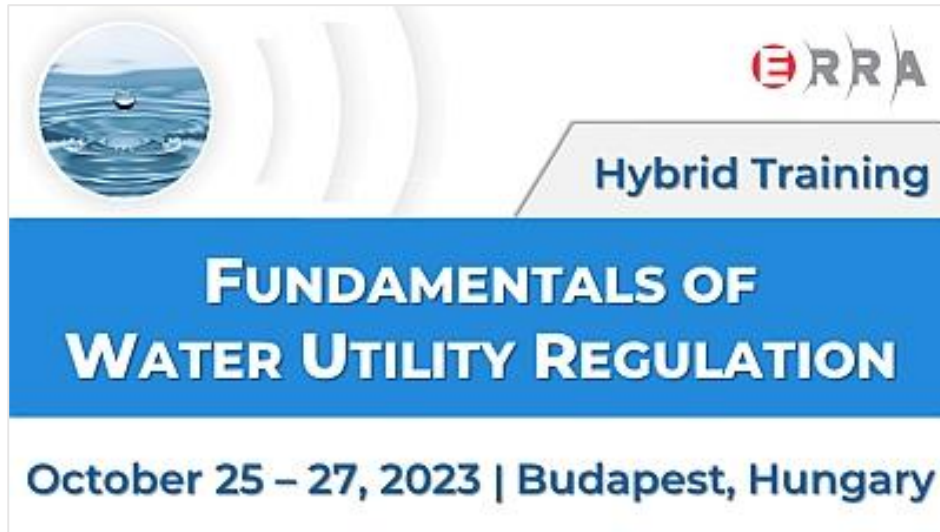 ERRA
Hybrid Training
FUNDAMENTALS OF
WATER UTILITY REGULATION
October 25 – 27, 2023 | Budapest, Hungary